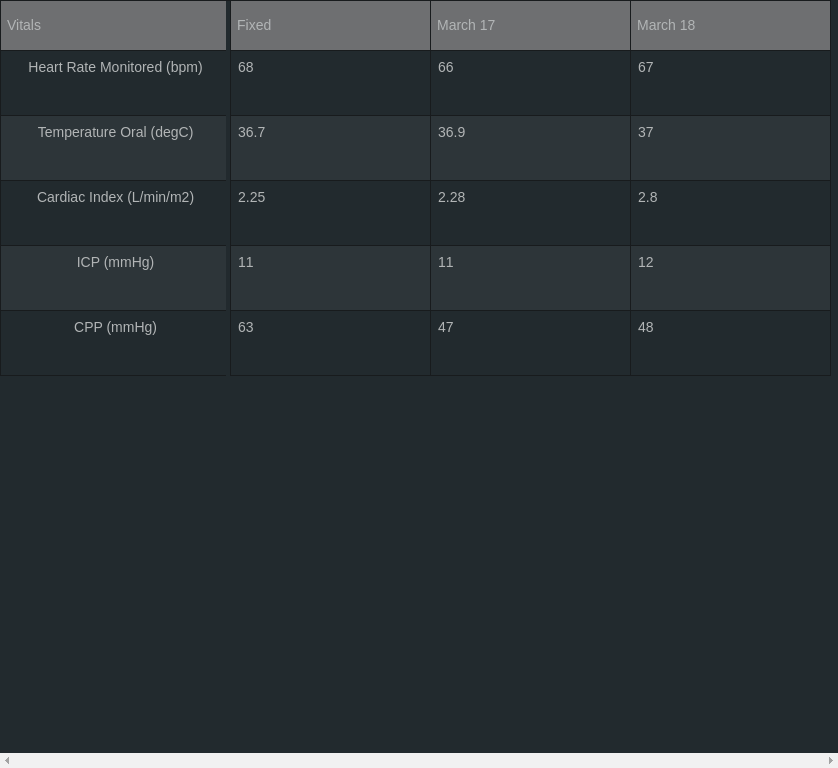 Vitals Fixed March 17 March 18
Heart Rate Monitored (bpm) 68 66 67
Temperature Oral (degC) 36.7 36.9 37
Cardiac Index (L/min/m2) 2.25 2.28 2.8
ICP (mmHg) 11 11 12
CPP (mmHg) 63 47 48